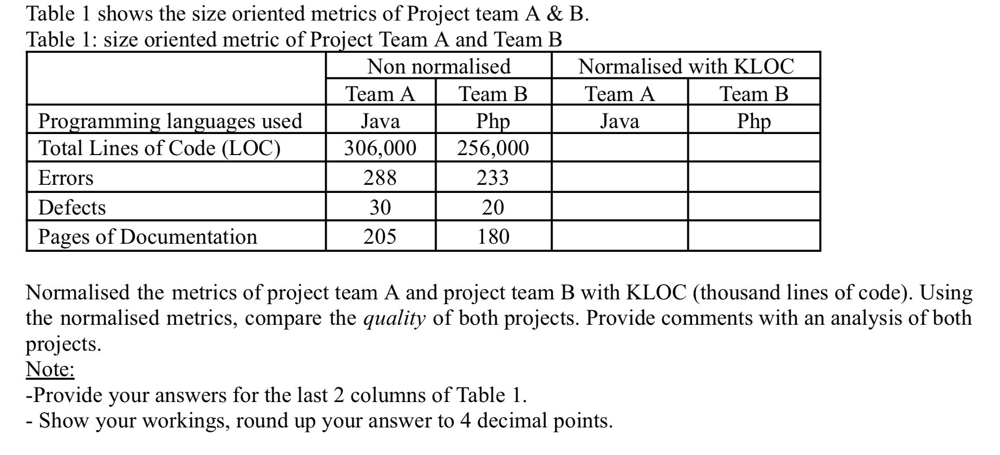 Table 1 shows the size oriented metrics of Project team A & B.
Table 1: size oriented metric of Project Team A and Team B
Non normalised Normalised with KLOC
Team A Team B Team A Team B
Programming languages used Java Php Java Php
Total Lines of Code (LOC) 306,000 256,000
Errors 288 233
Defects 30 20
Pages of Documentation 205 180
Normalised the metrics of project team A and project team B with KLOC (thousand lines of code). Using
the normalised metrics, compare the quality of both projects. Provide comments with an analysis of both
projects.
Note:
-Provide your answers for the last 2 columns of Table 1.
- Show your workings, round up your answer to 4 decimal points.